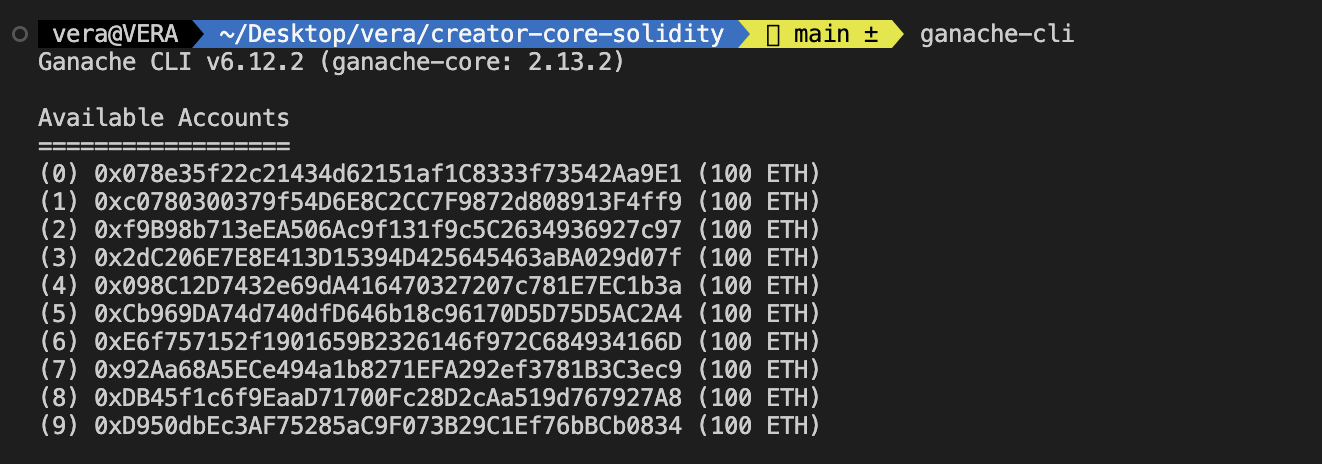 vera@VERA ~/Desktop/vera/creator-core-solidity main ± ganache-cli
Ganache CLI v6.12.2 (ganache-core: 2.13.2)
Available Accounts
==================
(0) 0x078e35f22c21434d62151af1C8333f73542Aa9E1 (100 ETH)
(1) 0xc0780300379f54D6E8C2CC7F9872d808913F4ff9 (100 ETH)
(2) 0xf9B98b713eEA506Ac9f131f9c5C2634936927c97 (100 ETH)
(3) 0x2dC206E7E8E413D15394D425645463aBA029d07f (100 ETH)
(4) 0x098C12D7432e69dA416470327207c781E7EC1b3a (100 ETH)
(5) 0xCb969DA74d740dfD646b18c96170D5D75D5AC2A4 (100 ETH)
(6) 0xE6f757152f1901659B2326146f972C684934166D (100 ETH)
(7) 0x92Aa68A5ECe494a1b8271EFA292ef3781B3C3ec9 (100 ETH)
(8) 0xDB45f1c6f9EaaD71700Fc28D2cAa519d767927A8 (100 ETH)
(9) 0xD950dbEc3AF75285aC9F073B29C1Ef76bBCb0834 (100 ETH)